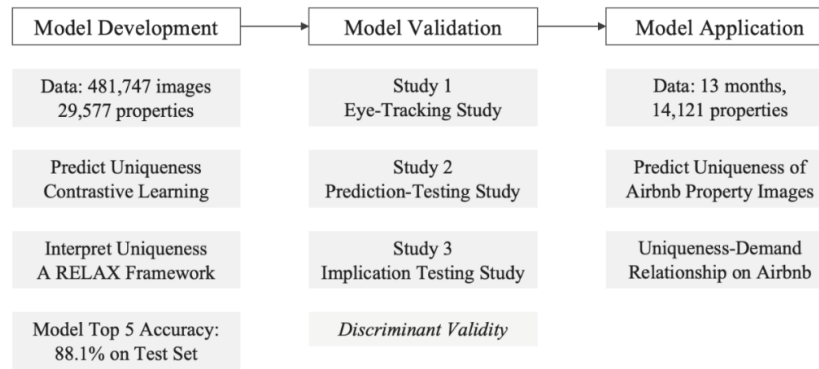 Model Development
Model Validation
Model Application
Data: 481,747 images
29,577 properties
Study 1
Eye-Tracking Study
Data: 13 months,
14,121 properties
Predict Uniqueness
Contrastive Learning
Study 2
Prediction-Testing Study
Predict Uniqueness of
Airbnb Property Images
Interpret Uniqueness
A RELAX Framework
Study 3
Implication Testing Study
Uniqueness-Demand
Relationship on Airbnb
Model Top 5 Accuracy:
88.1% on Test Set
Discriminant Validity